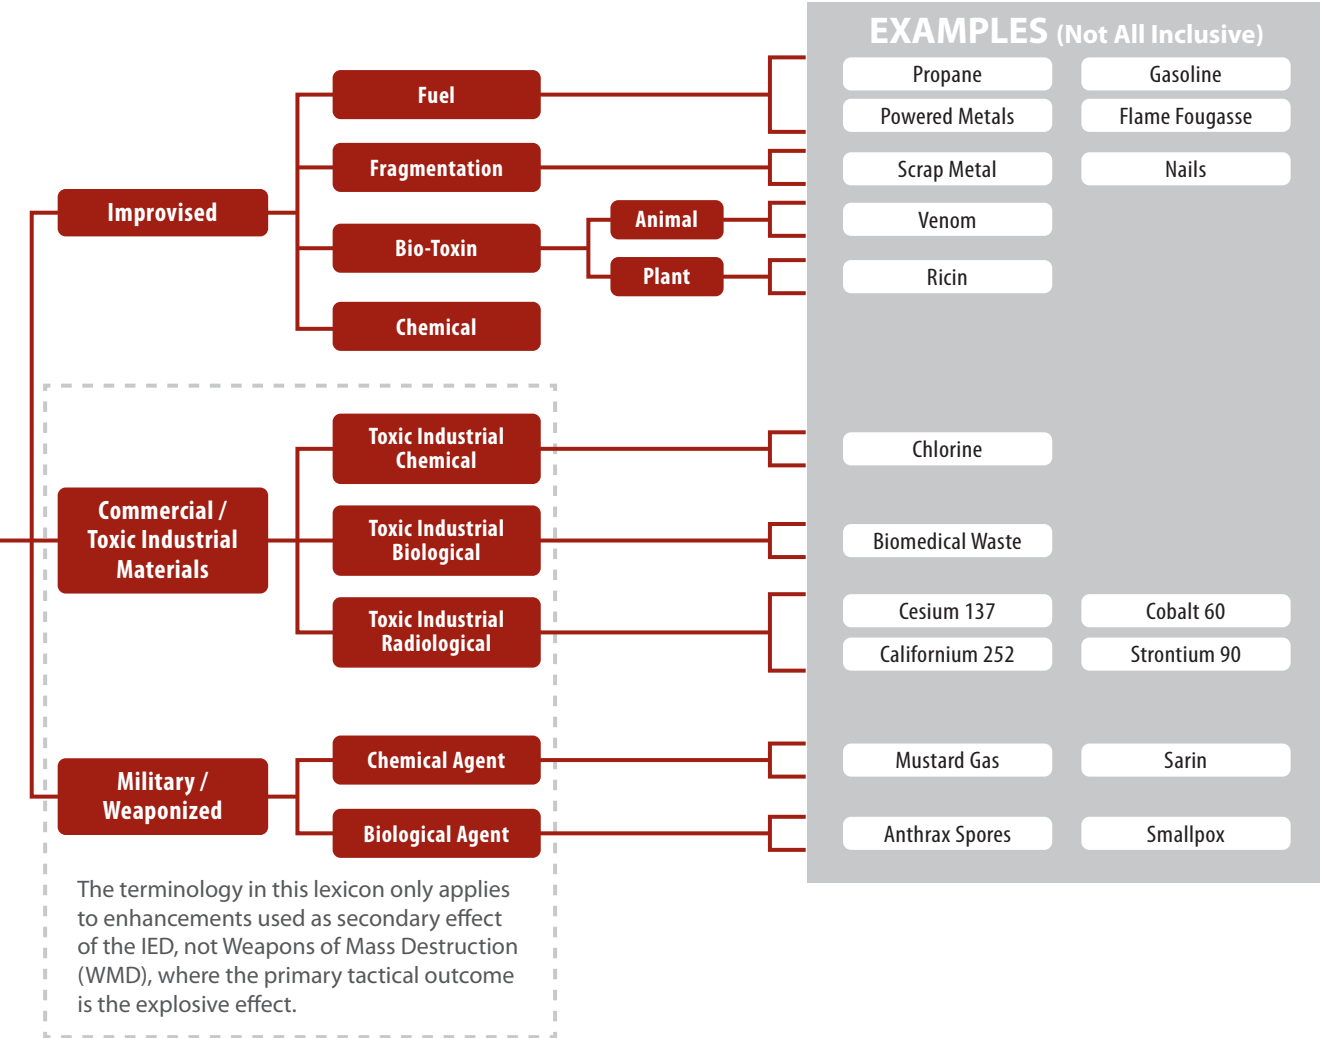 EXAMPLES (Not All Inclusive)
Fuel
Propane
Gasoline
Powered Metals
Flame Fougasse
Fragmentation
Scrap Metal
Nails
Improvised
Bio-Toxin
Animal
Venom
Plant
Ricin
Chemical
Toxic Industrial
Chemical
Chlorine
Commercial /
Toxic Industrial
Materials
Toxic Industrial
Biological
Biomedical Waste
Toxic Industrial
Radiological
Cesium 137
Cobalt 60
Californium 252
Strontium 90
Military /
Weaponized
Chemical Agent
Mustard Gas
Sarin
Biological Agent
Anthrax Spores
Smallpox
The terminology in this lexicon only applies
to enhancements used as secondary effect
of the IED, not Weapons of Mass Destruction
(WMD), where the primary tactical outcome
is the explosive effect.